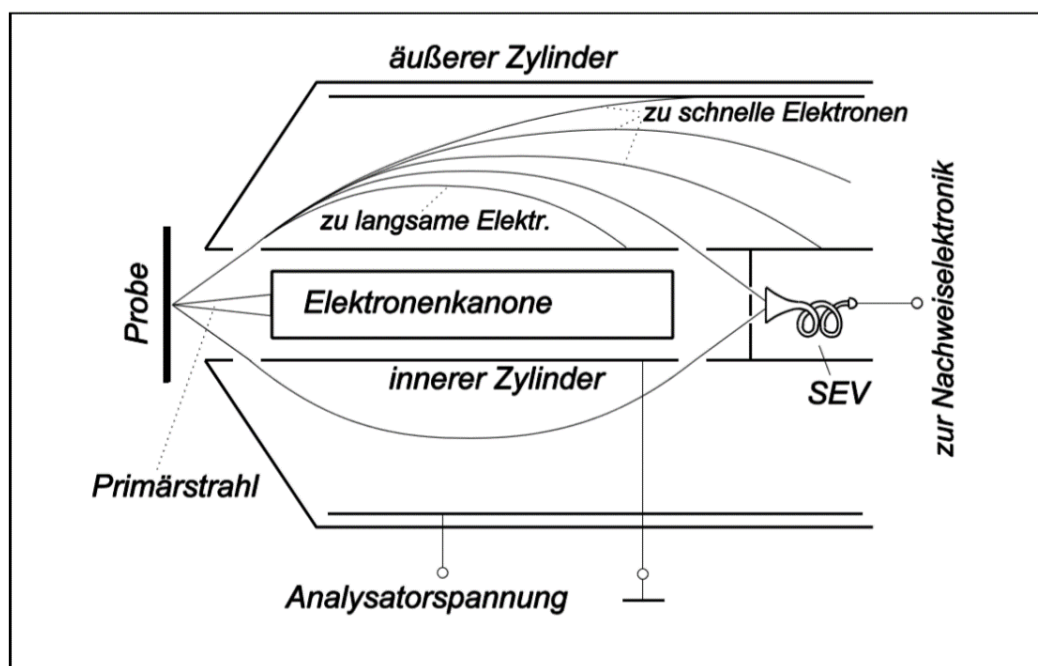 äußerer Zylinder
zu schnelle Elektronen
zu langsame Elektr.
Probe
Elektronenkanone
innerer Zylinder
SEV
zur Nachweiselektronik
Primärstrahl
Analysatorspannung